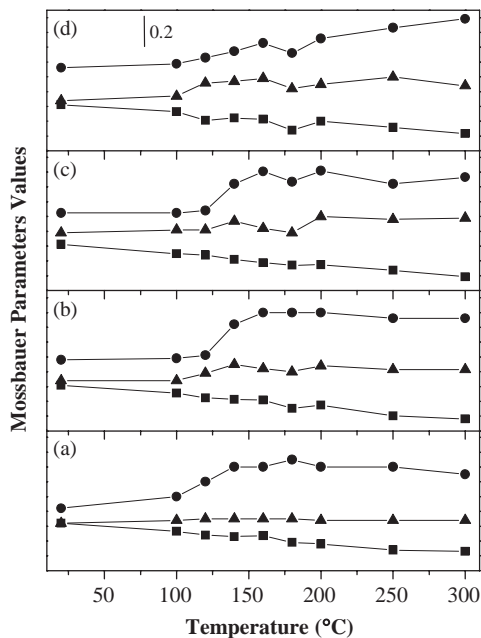 (d)
0.2
(c)
(b)
(a)
Mossbauer Parameters Values
50 100 150 200 250 300
Temperature (°C)